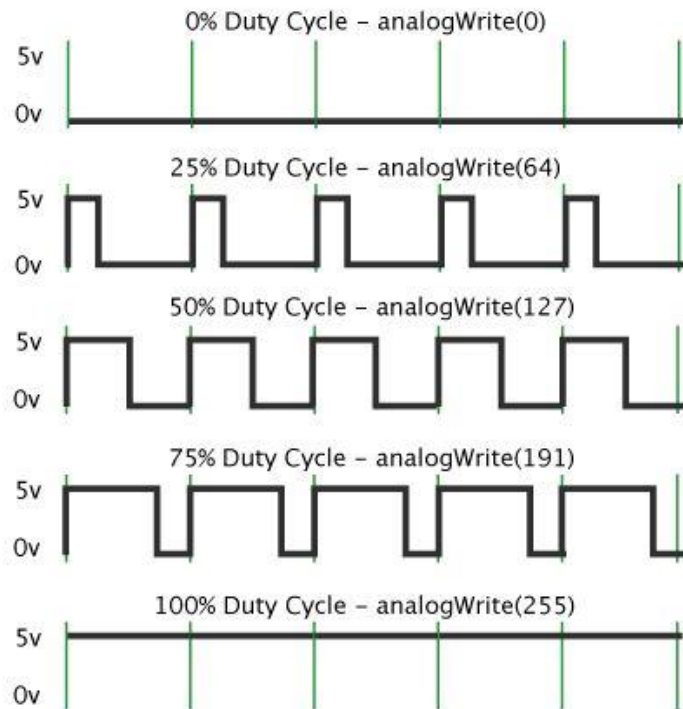 0% Duty Cycle – analogWrite(0)
5v
0v
25% Duty Cycle – analogWrite(64)
5v
0v
50% Duty Cycle – analogWrite(127)
5v
0v
75% Duty Cycle – analogWrite(191)
5v
0v
100% Duty Cycle – analogWrite(255)
5v
0v